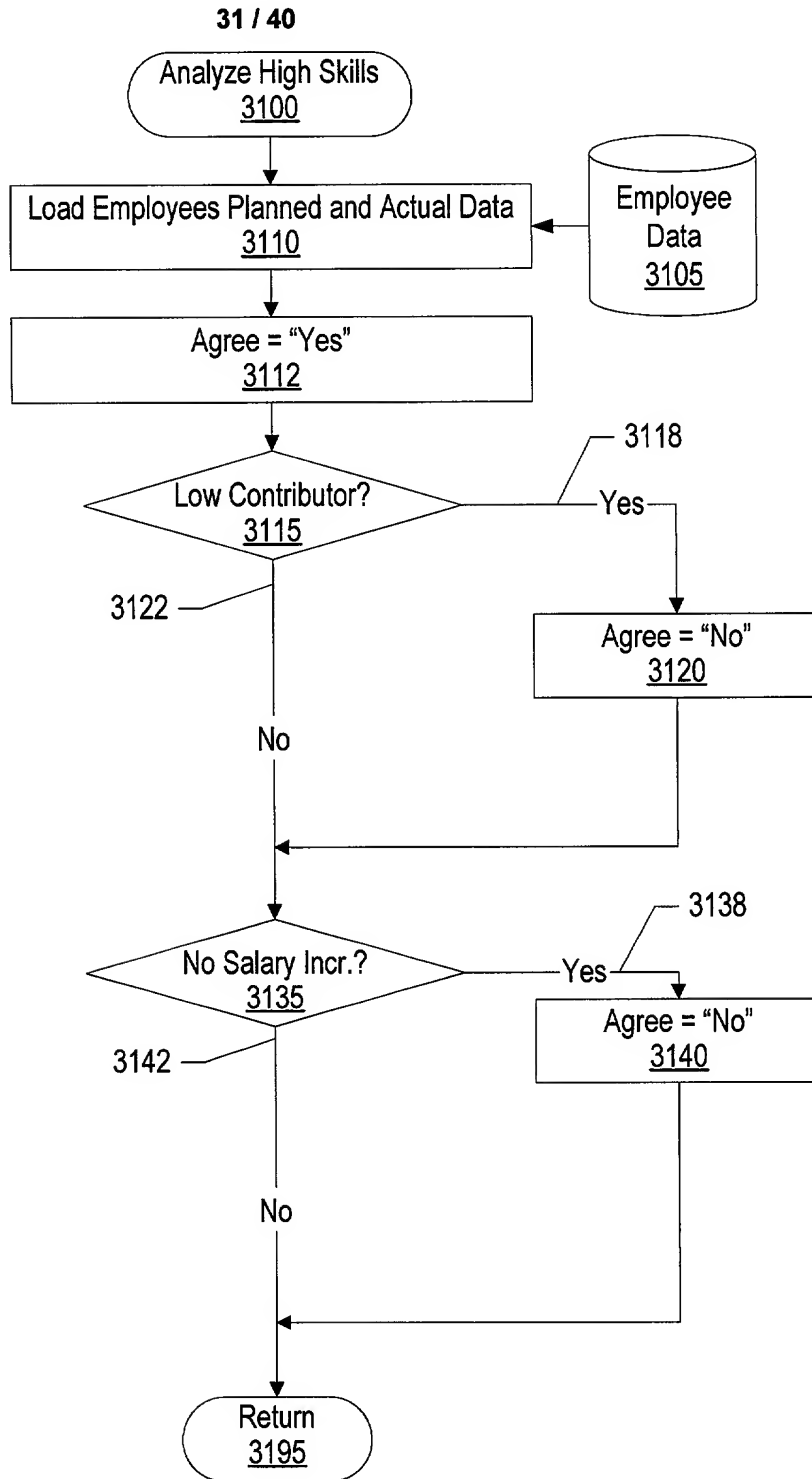 31 / 40
Analyze High Skills
3100
Load Employees Planned and Actual Data
3110
Employee
Data
3105
Agree = “Yes”
3112
3118
Low Contributor?
3115
Yes
3122
Agree = “No”
3120
No
3138
No Salary Incr.?
3135
Yes
3142
Agree = “No”
3140
No
Return
3195